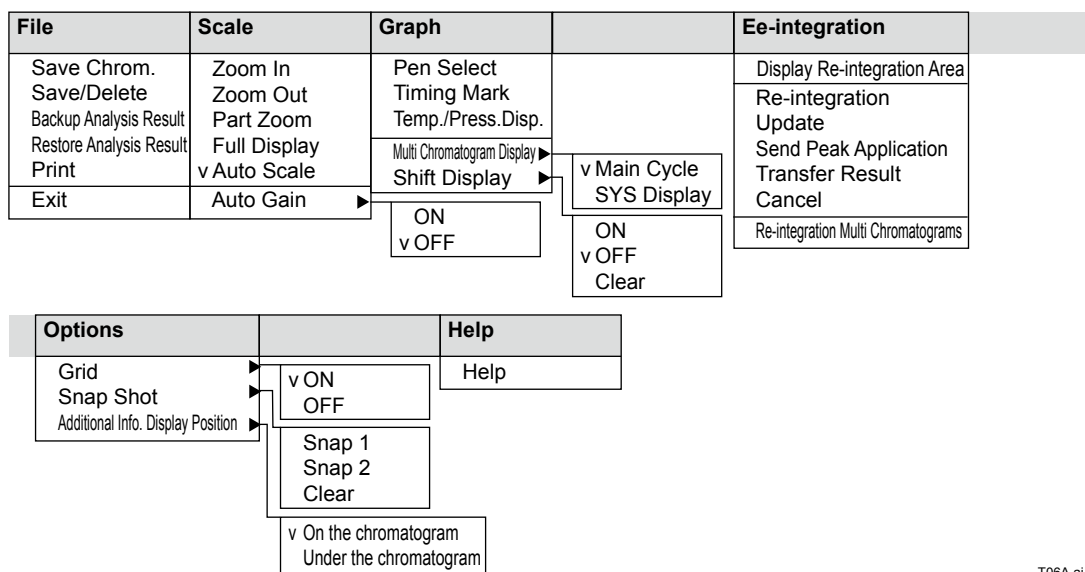 File
Scale
Graph
Ee-integration
Save Chrom.
Save/Delete
Backup Analysis Result
Restore Analysis Result
Print
Exit
Zoom In
Zoom Out
Part Zoom
Full Display
v Auto Scale
Auto Gain
ON
v OFF
Pen Select
Timing Mark
Temp./Press.Disp.
Multi Chromatogram Display
Shift Display
v Main Cycle
SYS Display
ON
v OFF
Clear
Display Re-integration Area
Re-integration
Update
Send Peak Application
Transfer Result
Cancel
Re-integration Multi Chromatograms
Options
Help
Grid
Snap Shot
Additional Info. Display Position
v ON
OFF
Snap 1
Snap 2
Clear
v On the chromatogram
Under the chromatogram
Help